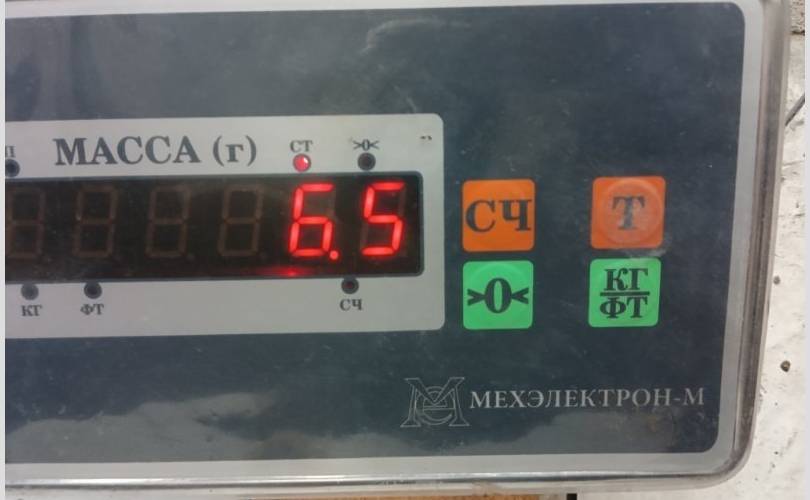 МАССА (г) СТ >0<
6.5
КГ ФТ СЧ
СЧ Т
>0< КГ
ФТ
МЕХЭЛЕКТРОН-М